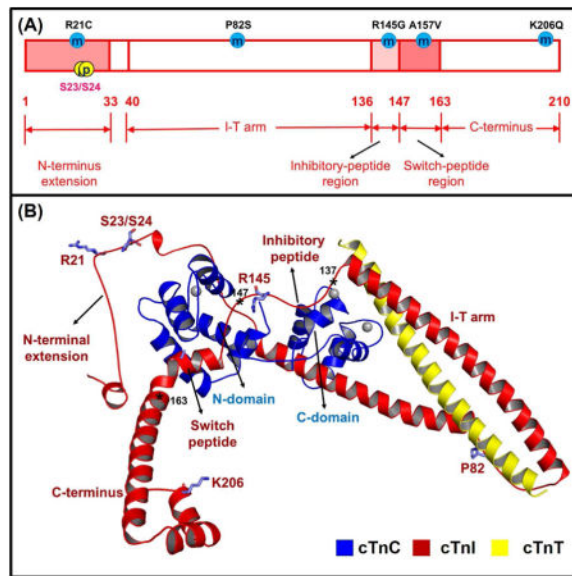 (A)
R21C P82S R145G A157V K206Q
m m m m m
p
S23/S24
1 33 40 136 147 163 210
I-T arm C-terminus
N-terminus
extension
Inhibitory-peptide
region
Switch-peptide
region
(B)
S23/S24
R21
Inhibitory
peptide
137
R145
147
I-T arm
N-terminal
extension
N-domain
163
C-domain
Switch
peptide
P82
C-terminus
K206
cTnC cTnI cTnT